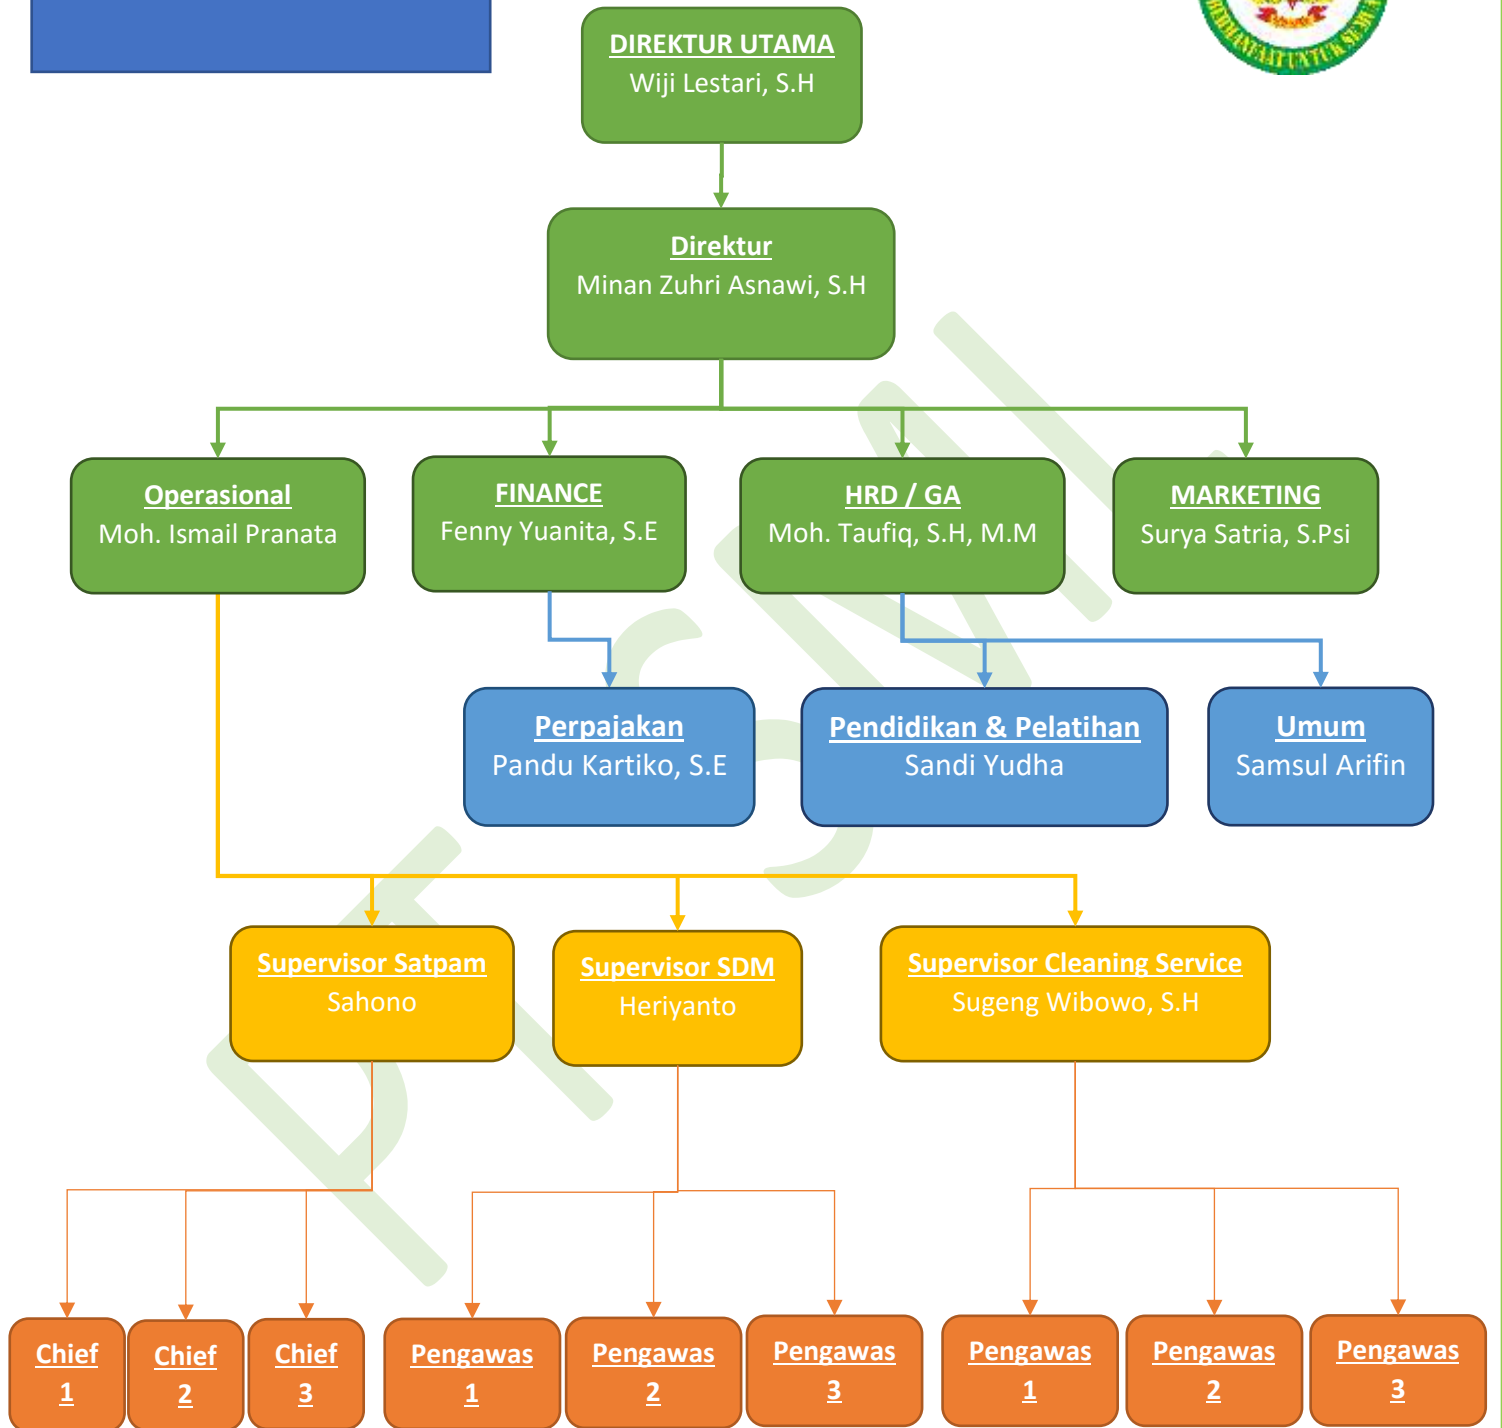 DIREKTUR UTAMA
Wiji Lestari, S.H
Direktur
Minan Zuhri Asnawi, S.H
Operasional
Moh. Ismail Pranata
FINANCE
Fenny Yuanita, S.E
HRD / GA
Moh. Taufiq, S.H, M.M
MARKETING
Surya Satria, S.Psi
Perpajakan
Pandu Kartiko, S.E
Pendidikan & Pelatihan
Sandi Yudha
Umum
Samsul Arifin
Supervisor Satpam
Sahono
Supervisor SDM
Heriyanto
Supervisor Cleaning Service
Sugeng Wibowo, S.H
Chief
1
Chief
2
Chief
3
Pengawas
1
Pengawas
2
Pengawas
3
Pengawas
1
Pengawas
2
Pengawas
3
PT. SMI